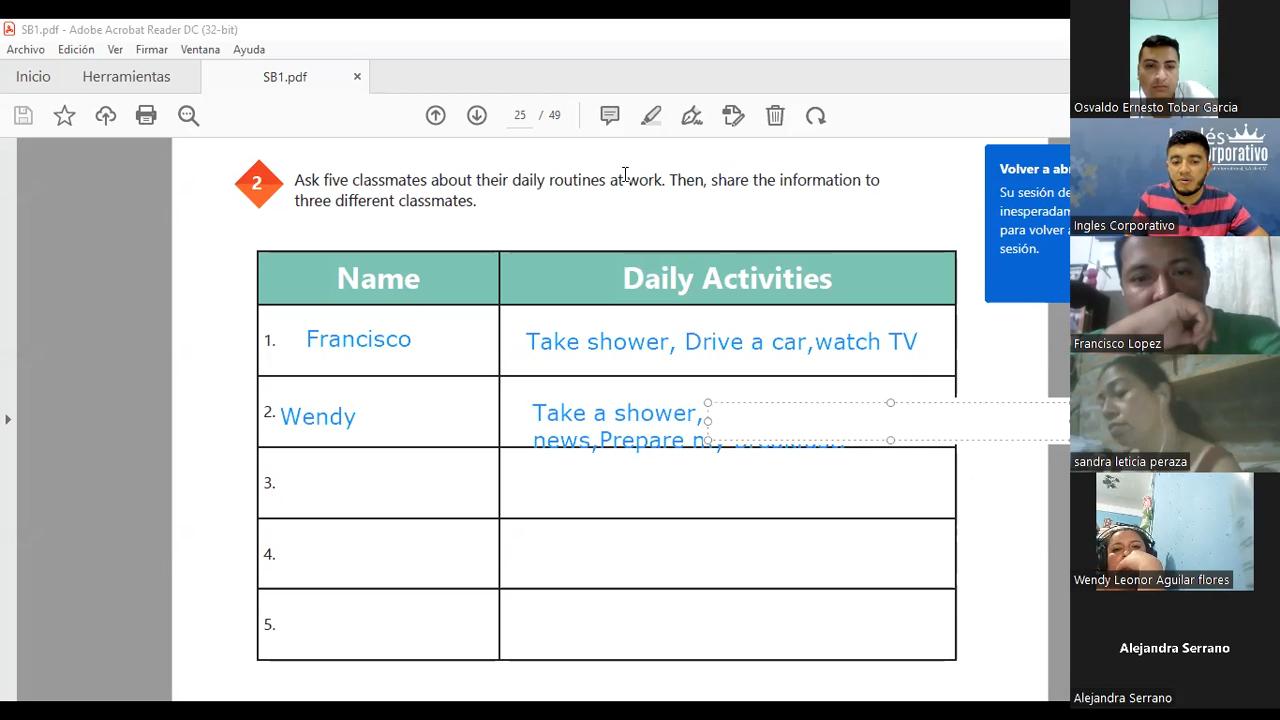 SB1.pdf - Adobe Acrobat Reader DC (32-bit)
Archivo Edición Ver Firmar Ventana Ayuda
Inicio Herramientas SB1.pdf ×
25 / 49
2 Ask five classmates about their daily routines at work. Then, share the information to
three different classmates.
Name Daily Activities
1. Francisco Take shower, Drive a car,watch TV
2. Wendy Take a shower,
news,Prepare
3.
4.
5.
Volver a
Su sesión
para volver
sesión.
Osvaldo Ernesto Tobar Garcia
Ingles Corporativo
Francisco Lopez
sandra leticia peraza
Wendy Leonor Aguilar flores
Alejandra Serrano
Alejandra Serrano